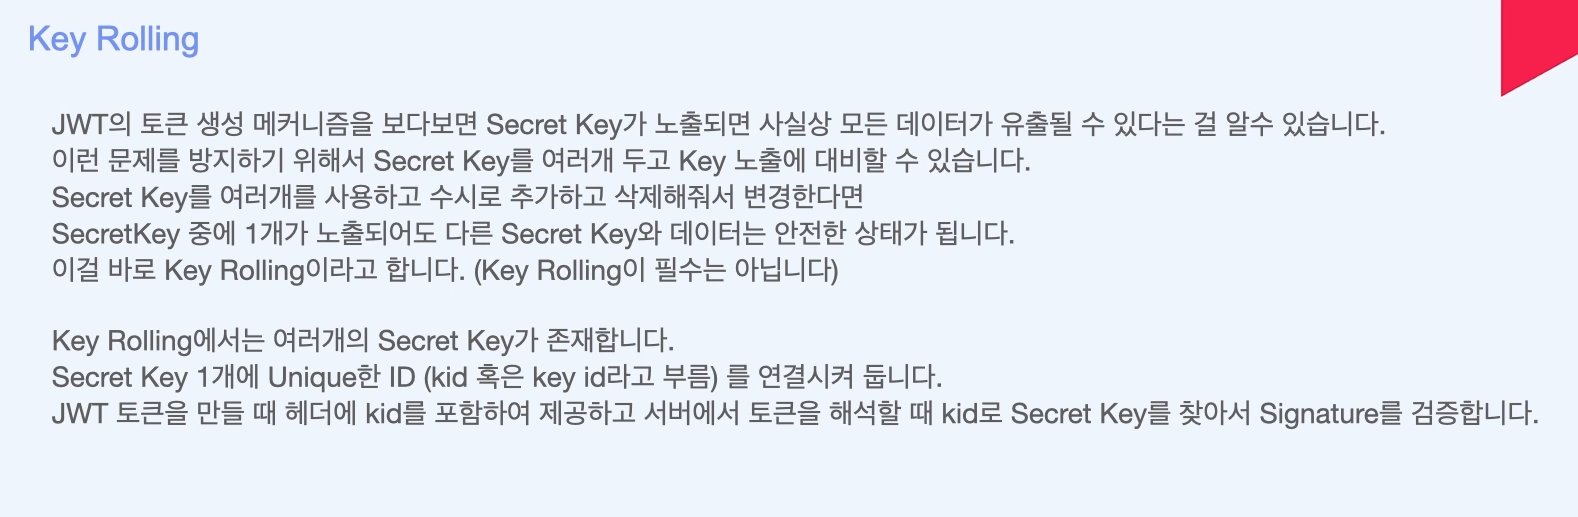 Key Rolling
JWT의 토큰 생성 메커니즘을 보다보면 Secret Key가 노출되면 사실상 모든 데이터가 유출될 수 있다는 걸 알수 있습니다.
이런 문제를 방지하기 위해서 Secret Key를 여러개 두고 Key 노출에 대비할 수 있습니다.
Secret Key를 여러개를 사용하고 수시로 추가하고 삭제해줘서 변경한다면
SecretKey 중에 1개가 노출되어도 다른 Secret Key와 데이터는 안전한 상태가 됩니다.
이걸 바로 Key Rolling이라고 합니다. (Key Rolling이 필수는 아닙니다)
Key Rolling에서는 여러개의 Secret Key가 존재합니다.
Secret Key 1개에 Unique한 ID (kid 혹은 key id라고 부름) 를 연결시켜 둡니다.
JWT 토큰을 만들 때 헤더에 kid를 포함하여 제공하고 서버에서 토큰을 해석할 때 kid로 Secret Key를 찾아서 Signature를 검증합니다.